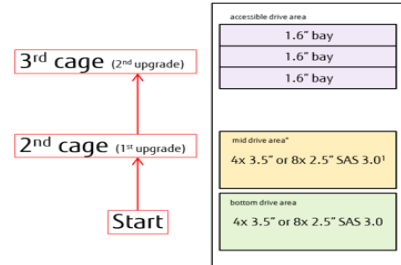 accessible drive area
1.6" bay
1.6" bay
1.6" bay
3rd cage (2nd upgrade)
mid drive area"
4x 3.5" or 8x 2.5" SAS 3.0¹
2nd cage (1st upgrade)
bottom drive area
4x 3.5" or 8x 2.5" SAS 3.0
Start